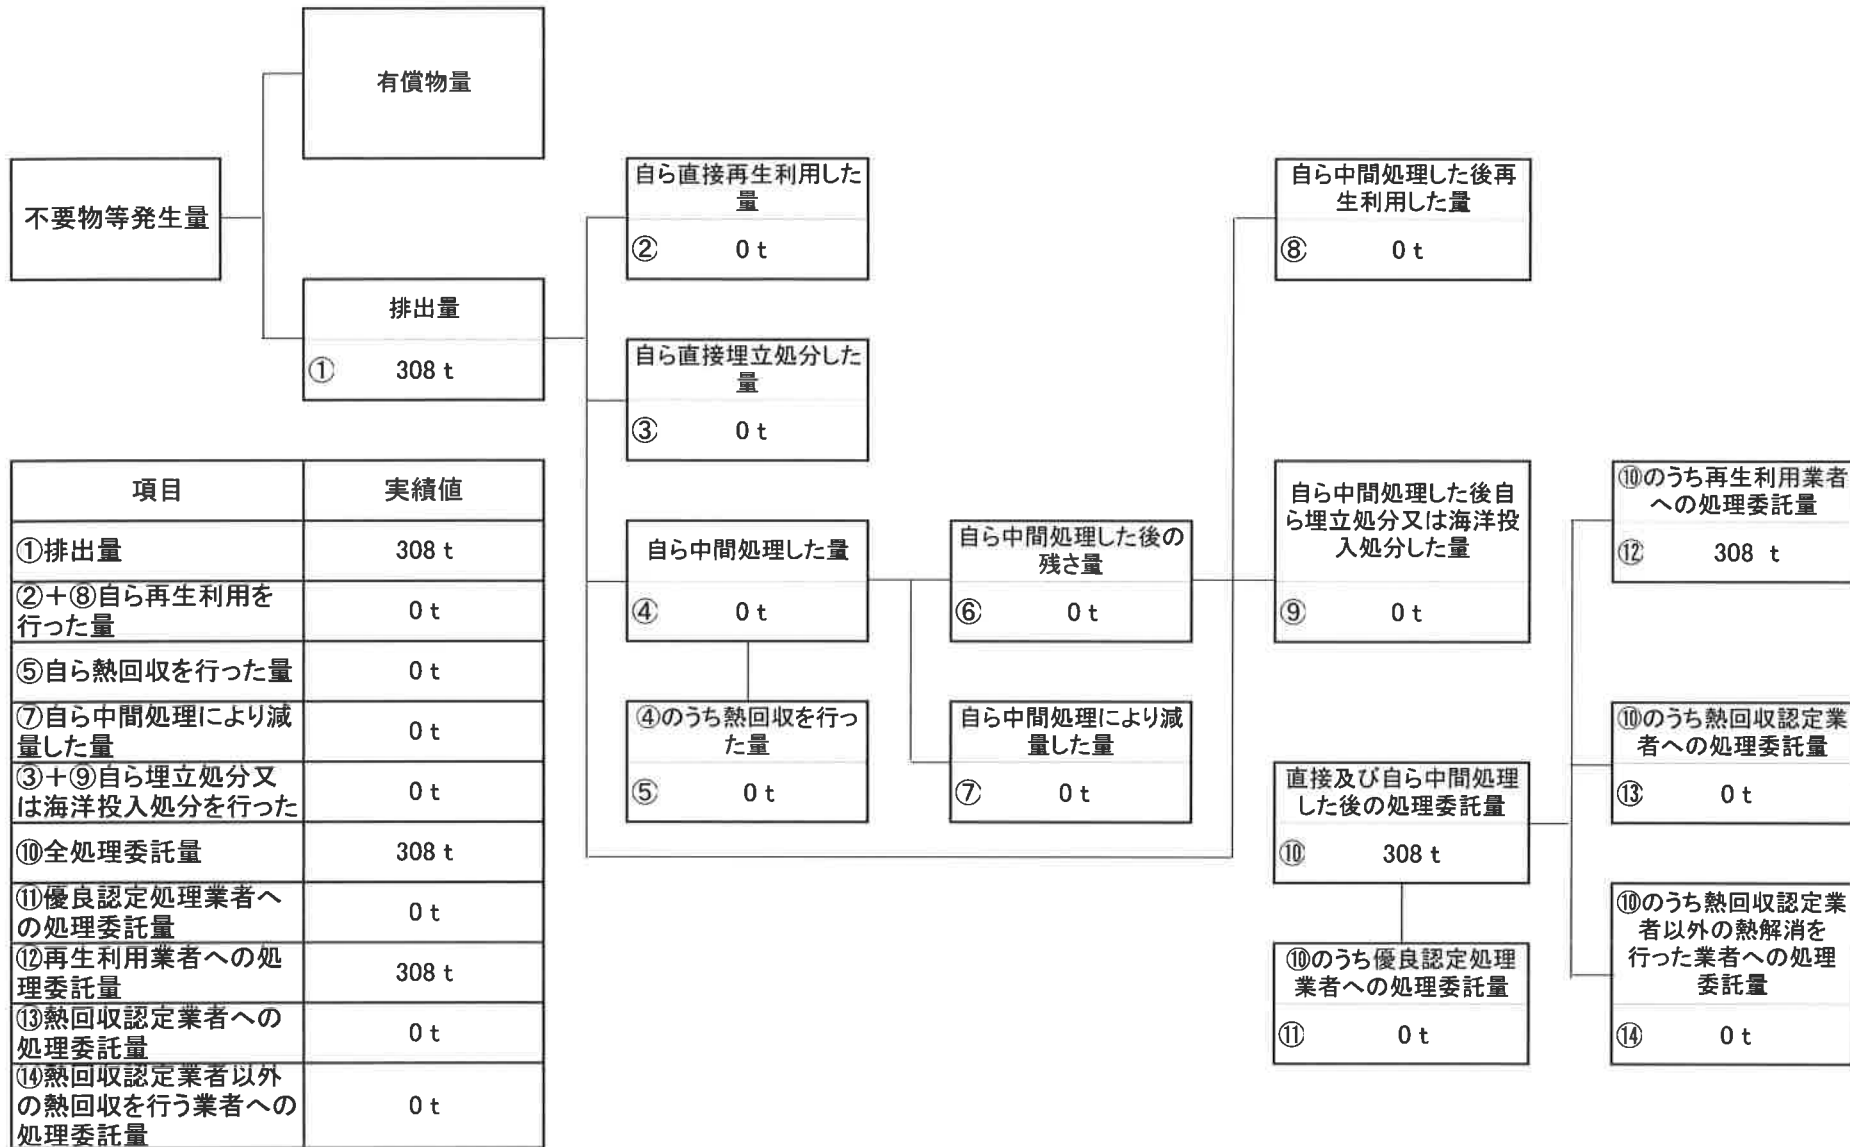 有償物量
不要物等発生量
排出量
① 308 t
自ら直接再生利用した
量
② 0 t
自ら直接埋立処分した
量
③ 0 t
自ら中間処理した量
④ 0 t
④のうち熱回収を行っ
た量
⑤ 0 t
自ら中間処理した後の
残さ量
⑥ 0 t
自ら中間処理により減
量した量
⑦ 0 t
自ら中間処理した後再
生利用した量
⑧ 0 t
自ら中間処理した後自
ら埋立処分又は海洋投
入処分した量
⑨ 0 t
直接及び自ら中間処理
した後の処理委託量
⑩ 308 t
⑩のうち優良認定処理
業者への処理委託量
⑪ 0 t
⑩のうち再生利用業者
への処理委託量
⑫ 308 t
⑩のうち熱回収認定業
者への処理委託量
⑬ 0 t
⑩のうち熱回収認定業
者以外の熱解消を
行った業者への処理
委託量
⑭ 0 t
項目 実績値
①排出量 308 t
②+⑧自ら再生利用を
行った量 0 t
⑤自ら熱回収を行った量 0 t
⑦自ら中間処理により減
量した量 0 t
③+⑨自ら埋立処分又
は海洋投入処分を行った 0 t
⑩全処理委託量 308 t
⑪優良認定処理業者へ
の処理委託量 0 t
⑫再生利用業者への処
理委託量 308 t
⑬熱回収認定業者への
処理委託量 0 t
⑭熱回収認定業者以外
の熱回収を行う業者への
処理委託量 0 t